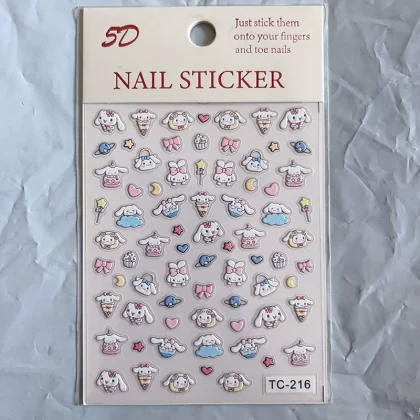 5D
Just stick them
onto your fingers
and toe nails
NAIL STICKER
TC-216